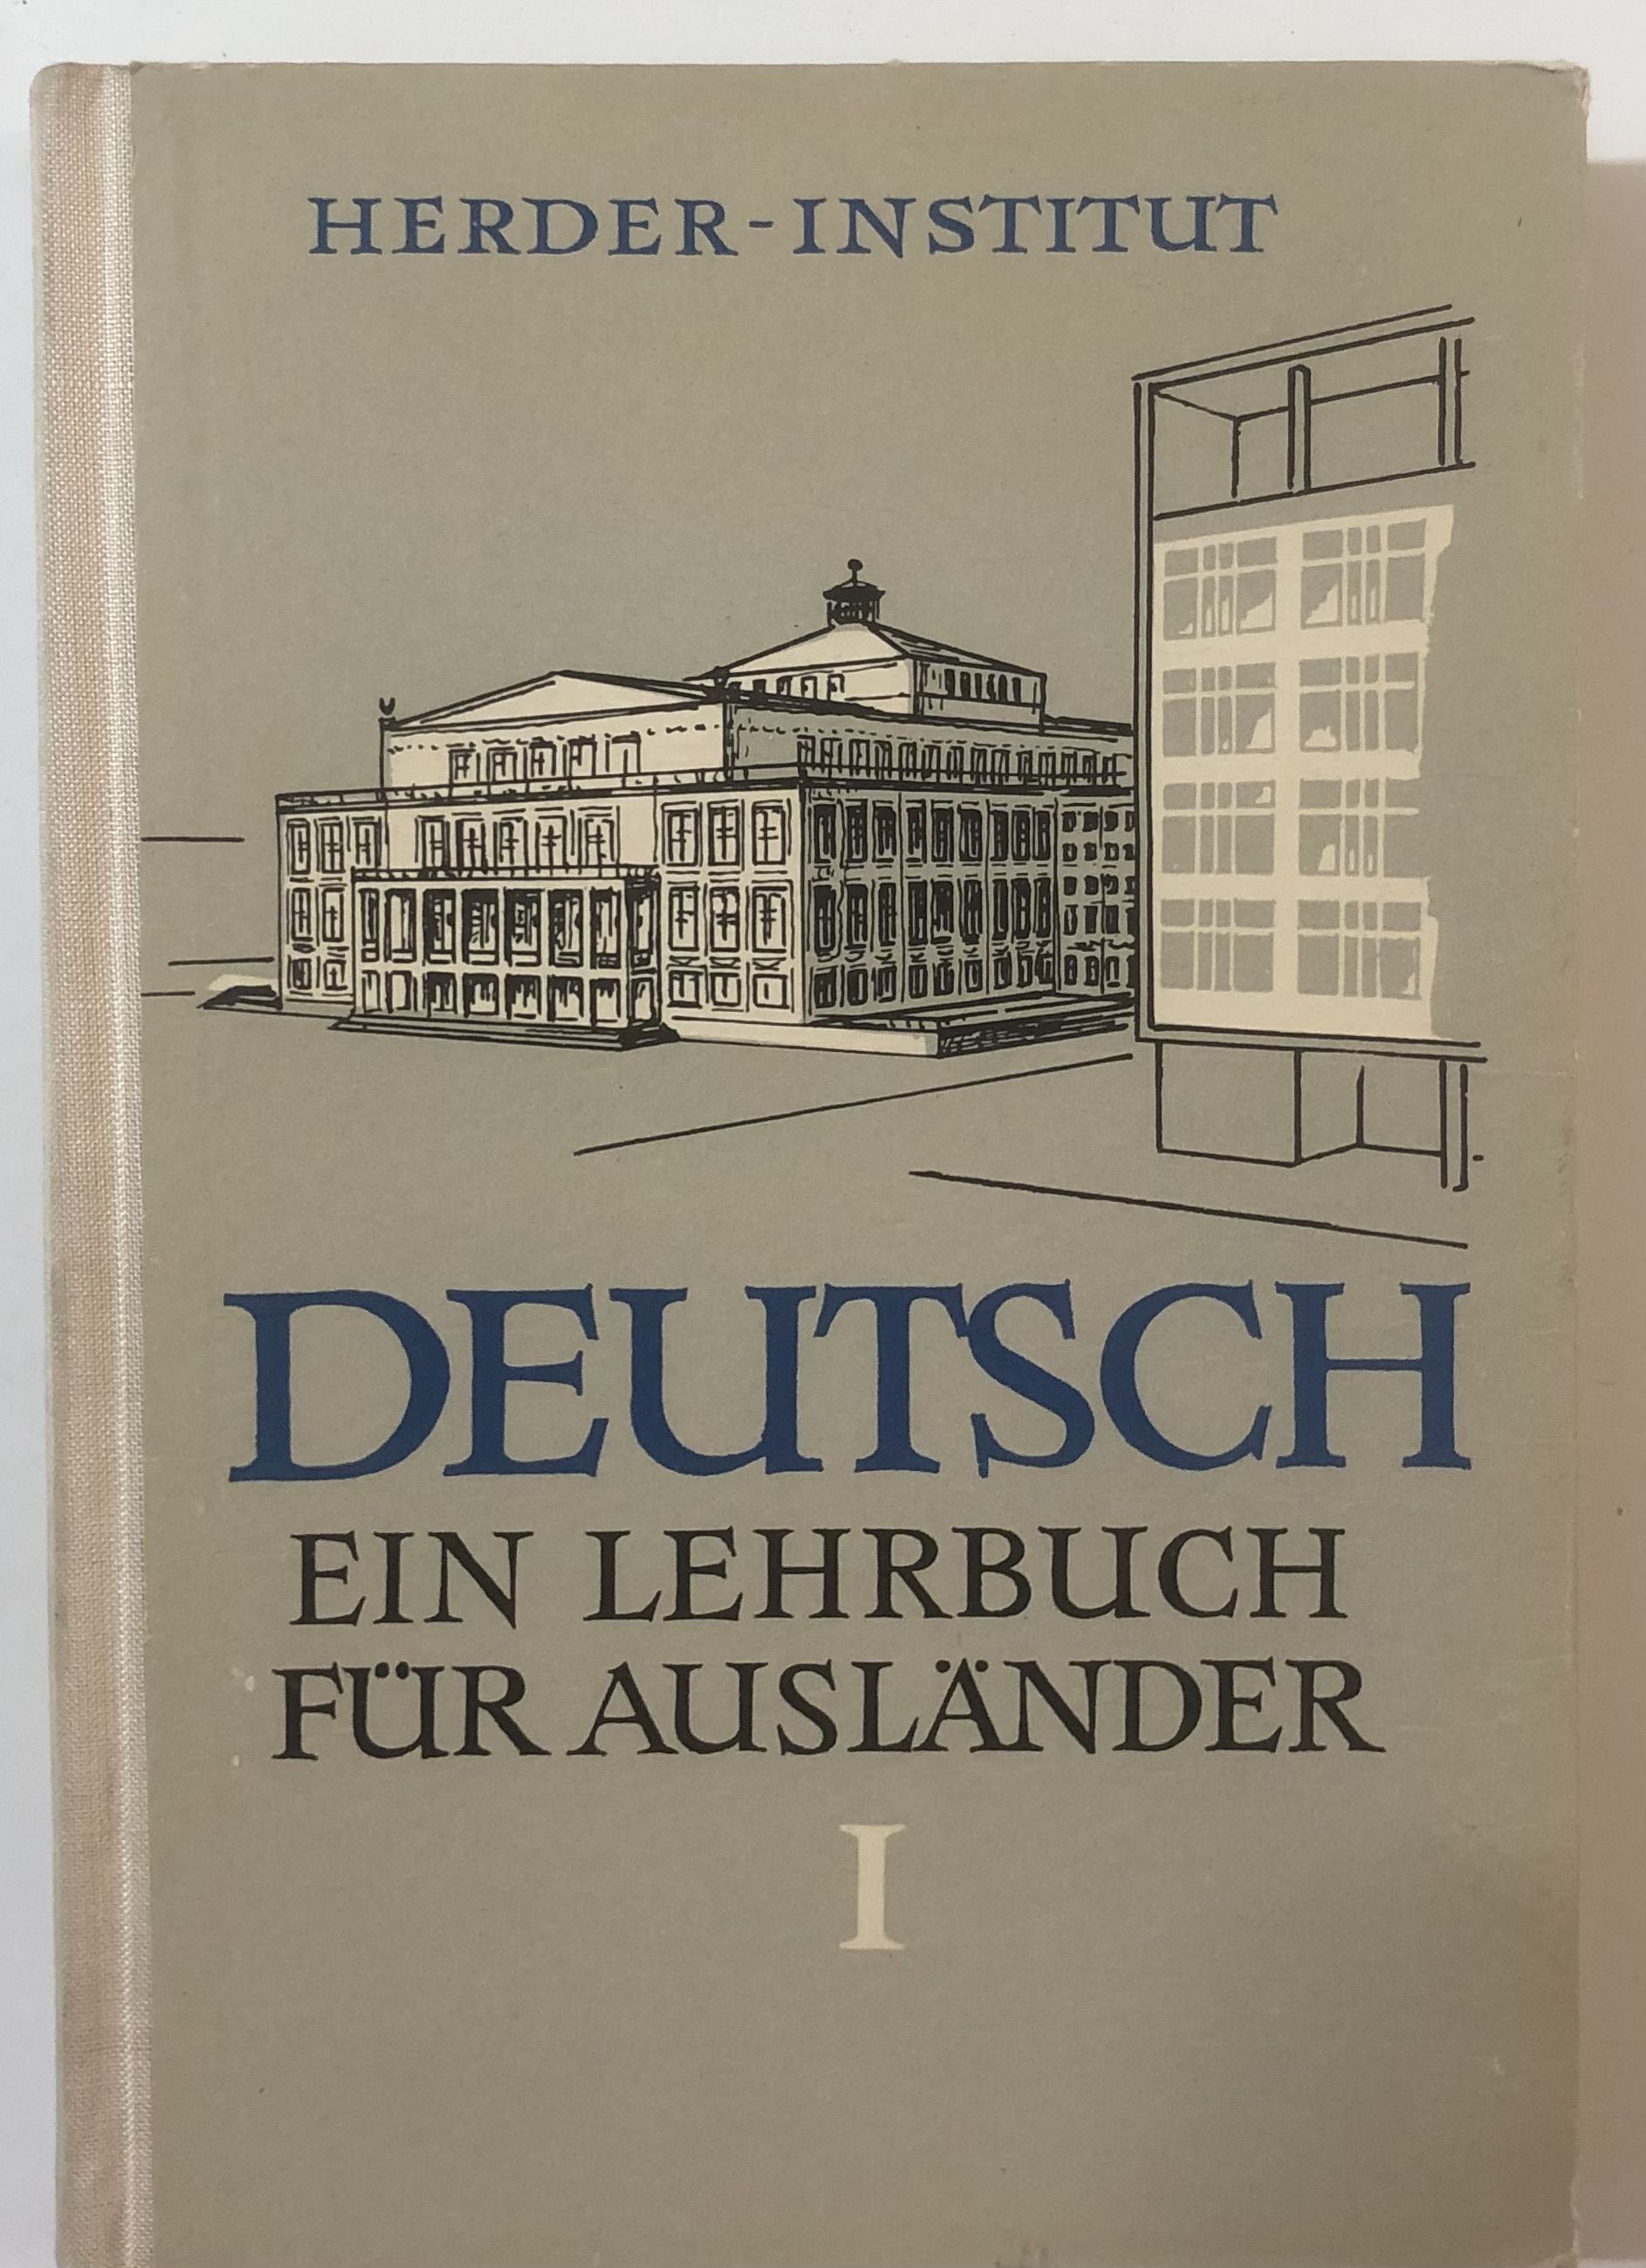 HERDER-INSTITUT
DEUTSCH
EIN LEHRBUCH
FÜR AUSLÄNDER
I